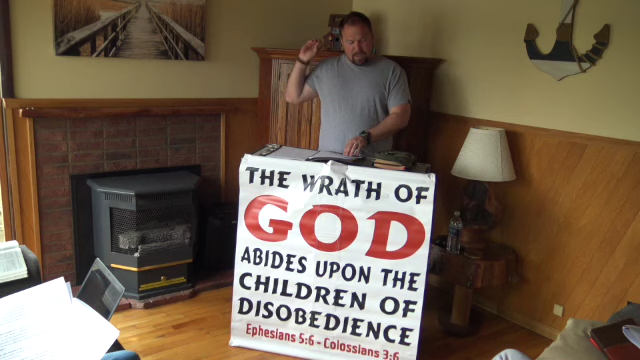 THE WRATH OF
GOD
ABIDES UPON THE
CHILDREN OF
DISOBEDIENCE
Ephesians 5:6 - Colossians 3:6